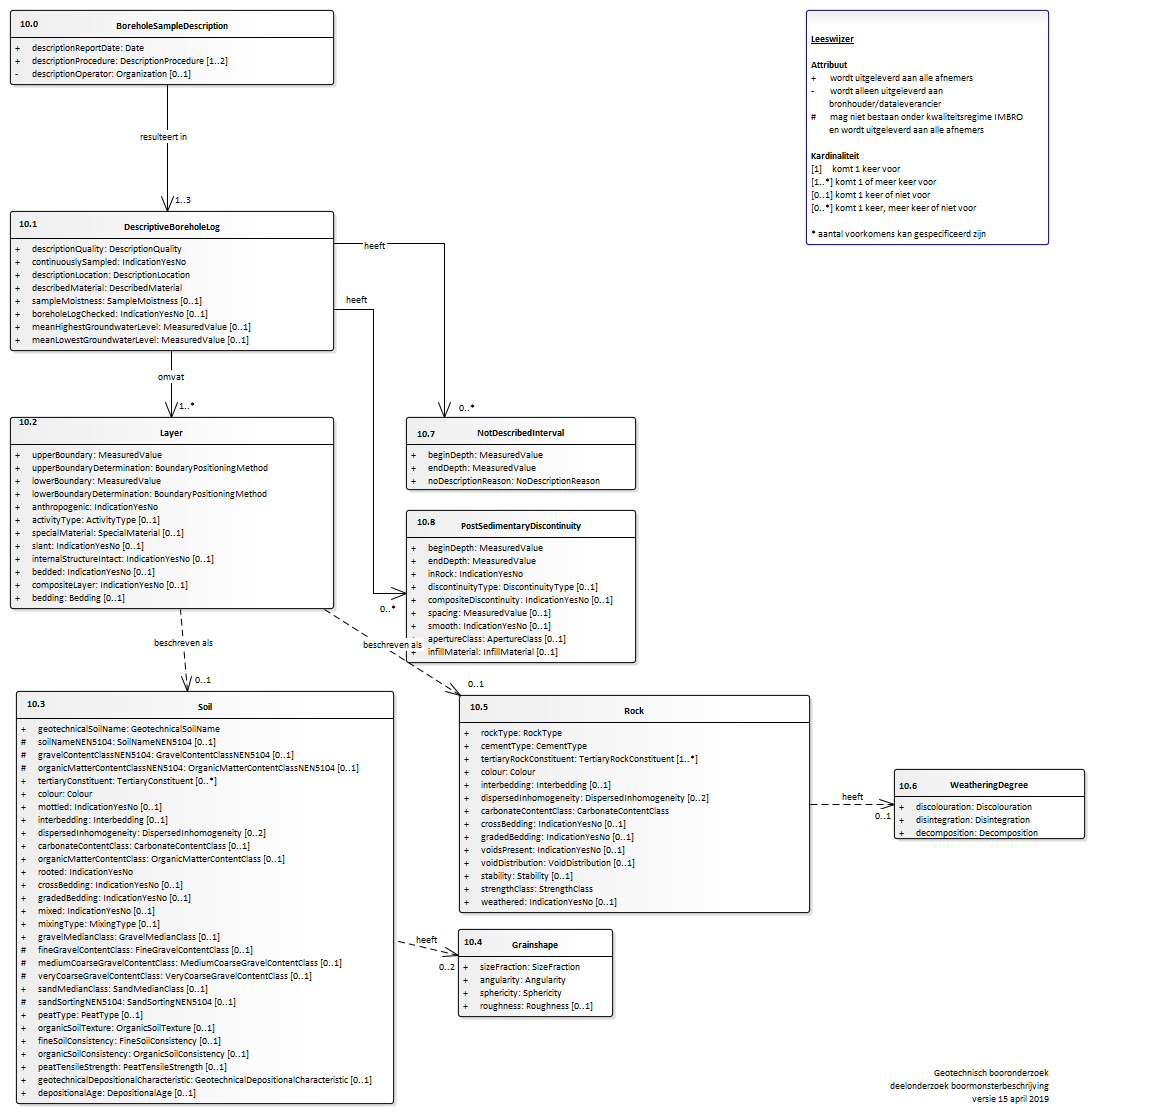 10.0 BoreholeSampleDescription
+ descriptionReportDate: Date
+ descriptionProcedure: DescriptionProcedure [1..2]
- descriptionOperator: Organization [0..1]
resulteert in
1..3
10.1 DescriptiveBoreholeLog
+ descriptionQuality: DescriptionQuality
+ continuouslySampled: IndicationYesNo
+ descriptionLocation: DescriptionLocation
+ describedMaterial: DescribedMaterial
+ sampleMoistness: SampleMoistness [0..1]
+ boreholeLogChecked: IndicationYesNo [0..1]
+ meanHighestGroundwaterLevel: MeasuredValue [0..1]
+ meanLowestGroundwaterLevel: MeasuredValue [0..1]
heeft
heeft
omvat
1..*
0..*
0..*
10.2
Layer
+ upperBoundary: MeasuredValue
+ upperBoundaryDetermination: BoundaryPositioningMethod
+ lowerBoundary: MeasuredValue
+ lowerBoundaryDetermination: BoundaryPositioningMethod
+ anthropogenic: IndicationYesNo
+ activityType: ActivityType [0..1]
+ specialMaterial: SpecialMaterial [0..1]
+ slant: IndicationYesNo [0..1]
+ internalStructureIntact: IndicationYesNo [0..1]
+ bedded: IndicationYesNo [0..1]
+ compositeLayer: IndicationYesNo [0..1]
+ bedding: Bedding [0..1]
10.7 NotDescribedInterval
+ beginDepth: MeasuredValue
+ endDepth: MeasuredValue
+ noDescriptionReason: NoDescriptionReason
10.8 PostSedimentaryDiscontinuity
+ beginDepth: MeasuredValue
+ endDepth: MeasuredValue
+ inRock: IndicationYesNo
+ discontinuityType: DiscontinuityType [0..1]
+ compositeDiscontinuity: IndicationYesNo [0..1]
+ spacing: MeasuredValue [0..1]
+ smooth: IndicationYesNo [0..1]
+ apertureClass: ApertureClass [0..1]
+ infillMaterial: InfillMaterial [0..1]
beschreven als
beschreven als
0..1
0..1
10.3 Soil
+ geotechnicalSoilName: GeotechnicalSoilName
# soilNameNEN5104: SoilNameNEN5104 [0..1]
# gravelContentClassNEN5104: GravelContentClassNEN5104 [0..1]
# organicMatterContentClassNEN5104: OrganicMatterContentClassNEN5104 [0..1]
+ tertiaryConstituent: TertiaryConstituent [0..*]
+ colour: Colour
+ mottled: IndicationYesNo [0..1]
+ interbedding: Interbedding [0..1]
+ dispersedInhomogeneity: DispersedInhomogeneity [0..2]
+ carbonateContentClass: CarbonateContentClass [0..1]
+ organicMatterContentClass: OrganicMatterContentClass [0..1]
+ rooted: IndicationYesNo
+ crossBedding: IndicationYesNo [0..1]
+ gradedBedding: IndicationYesNo [0..1]
+ mixed: IndicationYesNo [0..1]
+ mixingType: MixingType [0..1]
+ gravelMedianClass: GravelMedianClass [0..1]
# fineGravelContentClass: FineGravelContentClass [0..1]
# mediumCoarseGravelContentClass: MediumCoarseGravelContentClass [0..1]
# veryCoarseGravelContentClass: VeryCoarseGravelContentClass [0..1]
+ sandMedianClass: SandMedianClass [0..1]
# sandSortingNEN5104: SandSortingNEN5104 [0..1]
+ peatType: PeatType [0..1]
+ organicSoilTexture: OrganicSoilTexture [0..1]
+ fineSoilConsistency: FineSoilConsistency [0..1]
+ organicSoilConsistency: OrganicSoilConsistency [0..1]
+ peatTensileStrength: PeatTensileStrength [0..1]
+ geotechnicalDepositionalCharacteristic: GeotechnicalDepositionalCharacteristic [0..1]
+ depositionalAge: DepositionalAge [0..1]
10.5 Rock
+ rockType: RockType
+ cementType: CementType
+ tertiaryRockConstituent: TertiaryRockConstituent [1..*]
+ colour: Colour
+ interbedding: Interbedding [0..1]
+ dispersedInhomogeneity: DispersedInhomogeneity [0..2]
+ carbonateContentClass: CarbonateContentClass
+ crossBedding: IndicationYesNo [0..1]
+ gradedBedding: IndicationYesNo [0..1]
+ voidsPresent: IndicationYesNo [0..1]
+ voidDistribution: VoidDistribution [0..1]
+ stability: Stability [0..1]
+ strengthClass: StrengthClass
+ weathered: IndicationYesNo [0..1]
heeft
0..1
10.6 WeatheringDegree
+ discolouration: Discolouration
+ disintegration: Disintegration
+ decomposition: Decomposition
heeft
0..2
10.4 Grainshape
+ sizeFraction: SizeFraction
+ angularity: Angularity
+ sphericity: Sphericity
+ roughness: Roughness [0..1]
Leeswijzer
Attribuut
+ wordt uitgeleverd aan alle afnemers
- wordt alleen uitgeleverd aan
bronhouder/dataleverancier
# mag niet bestaan onder kwaliteitsregime IMBRO
en wordt uitgeleverd aan alle afnemers
Kardinaliteit
[1] komt 1 keer voor
[1..*] komt 1 of meer keer voor
[0..1] komt 1 keer of niet voor
[0..*] komt 1 keer, meer keer of niet voor
* aantal voorkomens kan gespecificeerd zijn
Geotechnisch booronderzoek
deelonderzoek boormonsterbeschrijving
versie 15 april 2019